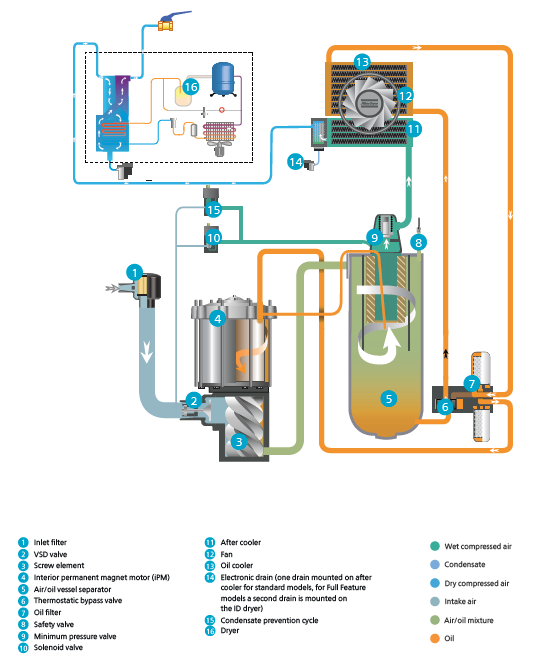 16
13
12
11
14
15
10
9
8
1
4
2
3
5
7
6
1 Inlet filter
2 VSD valve
3 Screw element
4 Interior permanent magnet motor (iPM)
5 Air/oil vessel separator
6 Thermostatic bypass valve
7 Oil filter
8 Safety valve
9 Minimum pressure valve
10 Solenoid valve
11 After cooler
12 Fan
13 Oil cooler
14 Electronic drain (one drain mounted on after
cooler for standard models, for Full Feature
models a second drain is mounted on
the ID dryer)
15 Condensate prevention cycle
16 Dryer
Wet compressed air
Condensate
Dry compressed air
Intake air
Air/oil mixture
Oil